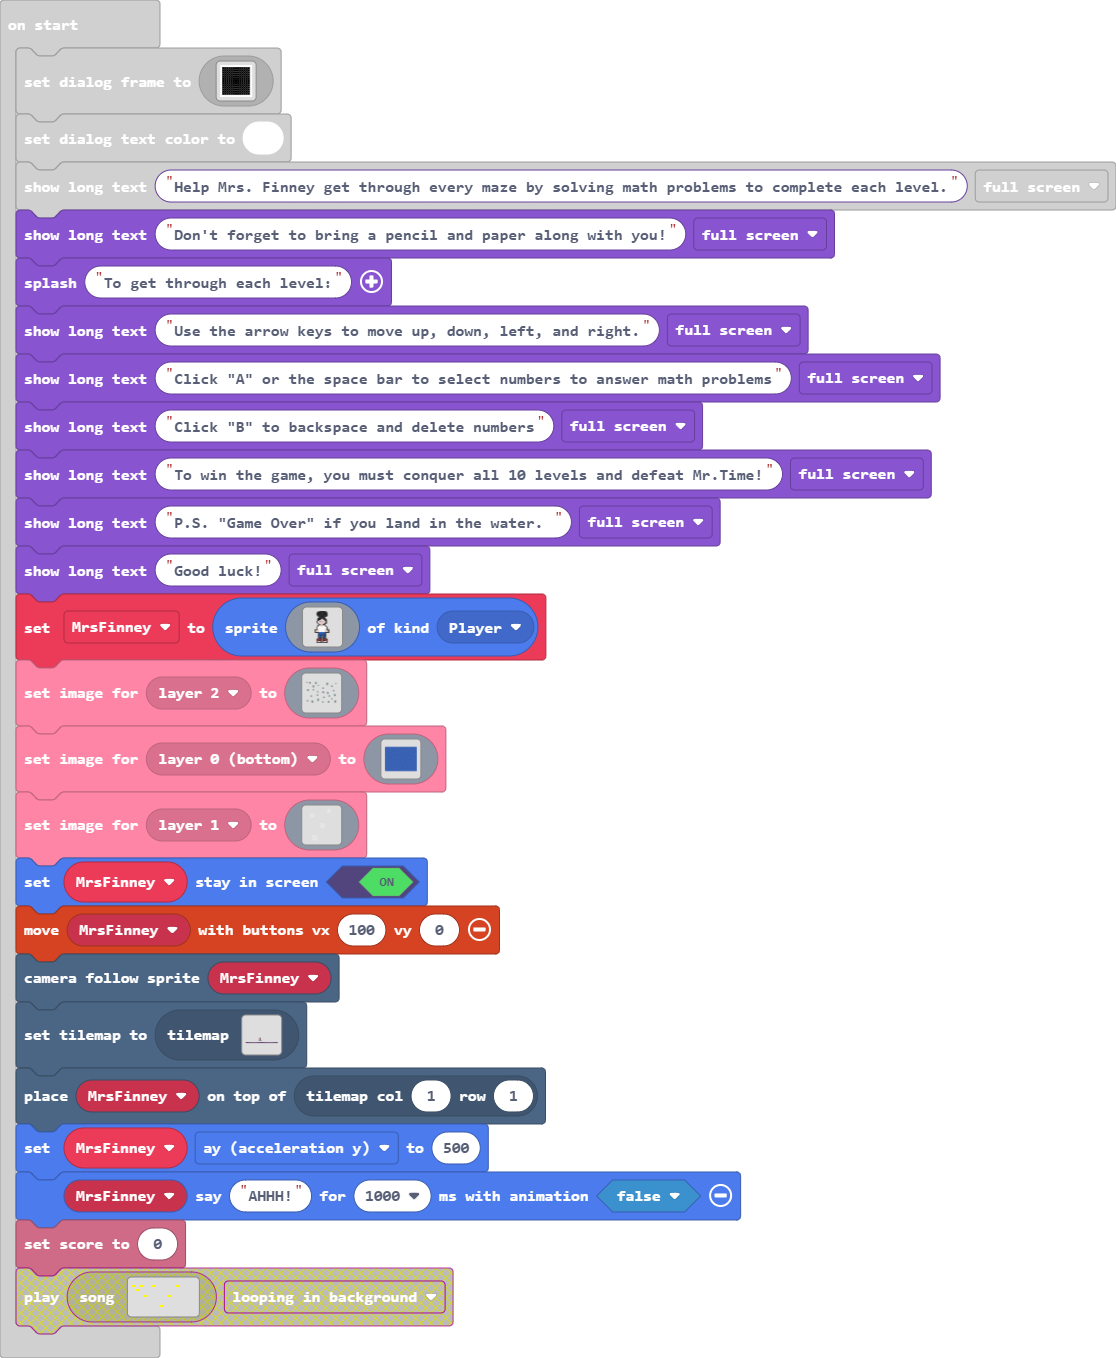 on start
set dialog frame to
set dialog text color to
show long text "Help Mrs. Finney get through every maze by solving math problems to complete each level." full screen
show long text "Don't forget to bring a pencil and paper along with you!" full screen
splash "To get through each level:"
show long text "Use the arrow keys to move up, down, left, and right." full screen
show long text "Click "A" or the space bar to select numbers to answer math problems" full screen
show long text "Click "B" to backspace and delete numbers" full screen
show long text "To win the game, you must conquer all 10 levels and defeat Mr.Time!" full screen
show long text "P.S. "Game Over" if you land in the water. " full screen
show long text "Good luck!" full screen
set MrsFinney to sprite of kind Player
set image for layer 2 to
set image for layer 0 (bottom) to
set image for layer 1 to
set MrsFinney stay in screen ON
move MrsFinney with buttons vx 100 vy 0
camera follow sprite MrsFinney
set tilemap to tilemap
place MrsFinney on top of tilemap col 1 row 1
set MrsFinney ay (acceleration y) to 500
MrsFinney say "AHHH!" for 1000 ms with animation false
set score to 0
play song looping in background